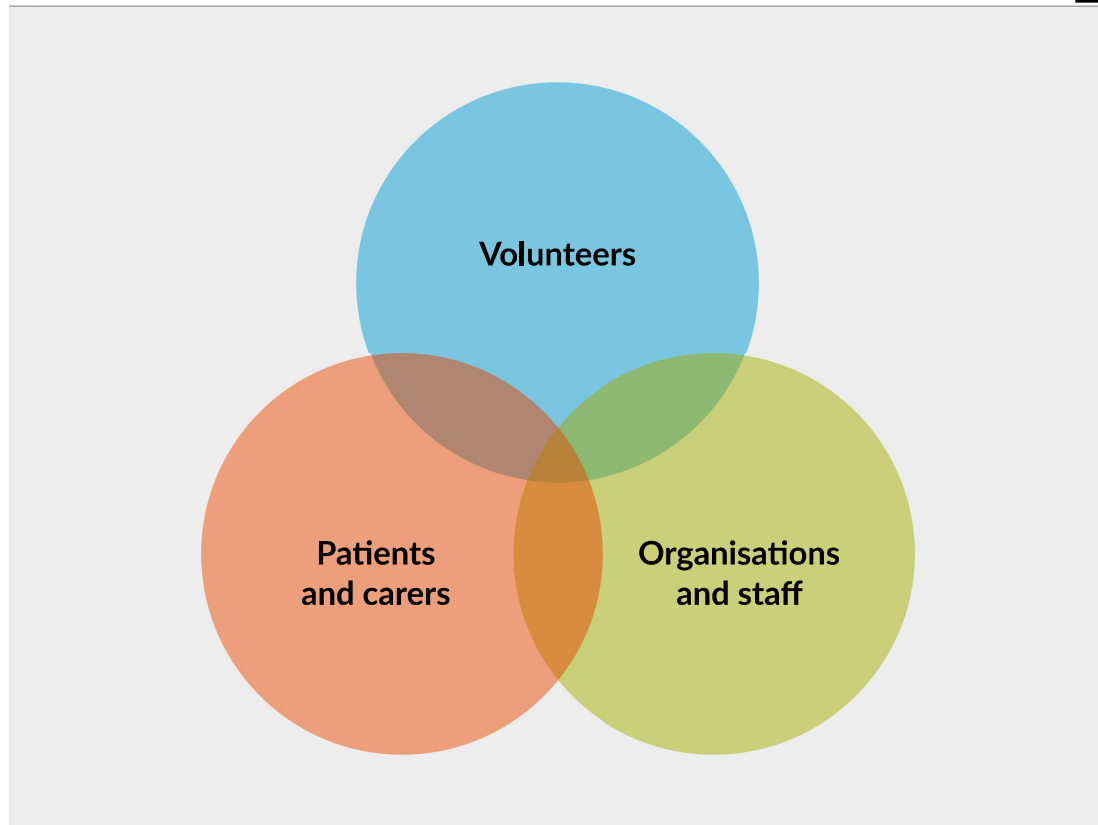 Volunteers
Patients
and carers
Organisations
and staff